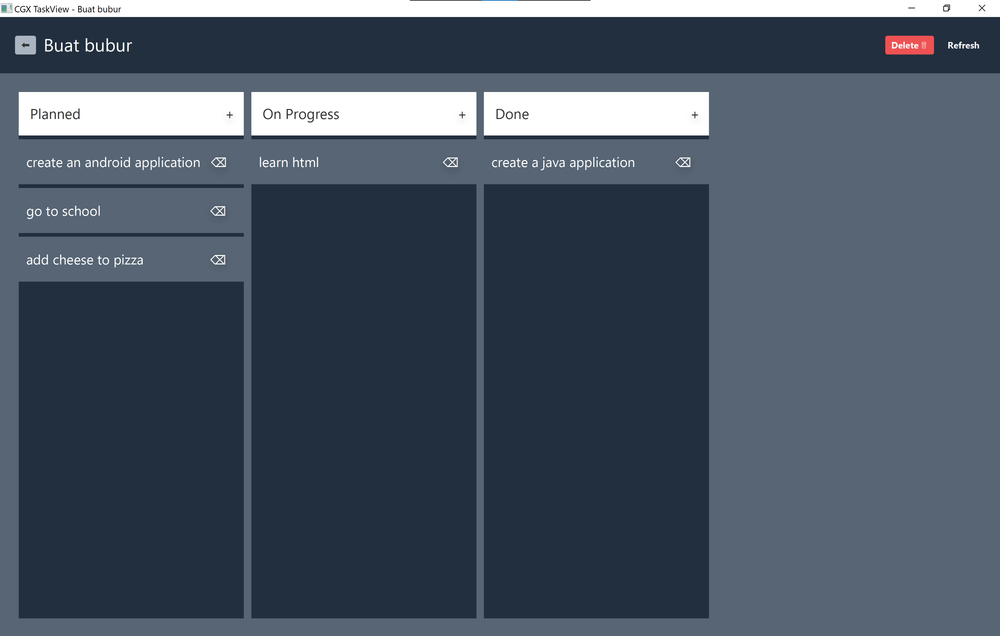 CGX TaskView - Buat bubur
Buat bubur
Delete
Refresh
Planned +
create an android application
go to school
add cheese to pizza
On Progress +
learn html
Done +
create a java application